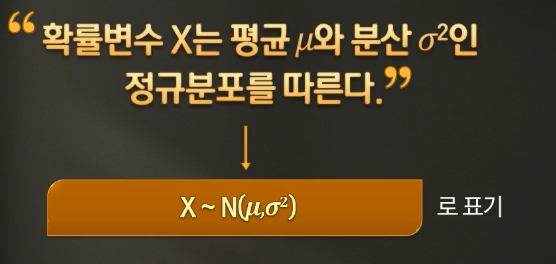 “확률변수 X는 평균 μ와 분산 σ²인
정규분포를 따른다.”
X ~ N(μ,σ²) 로 표기